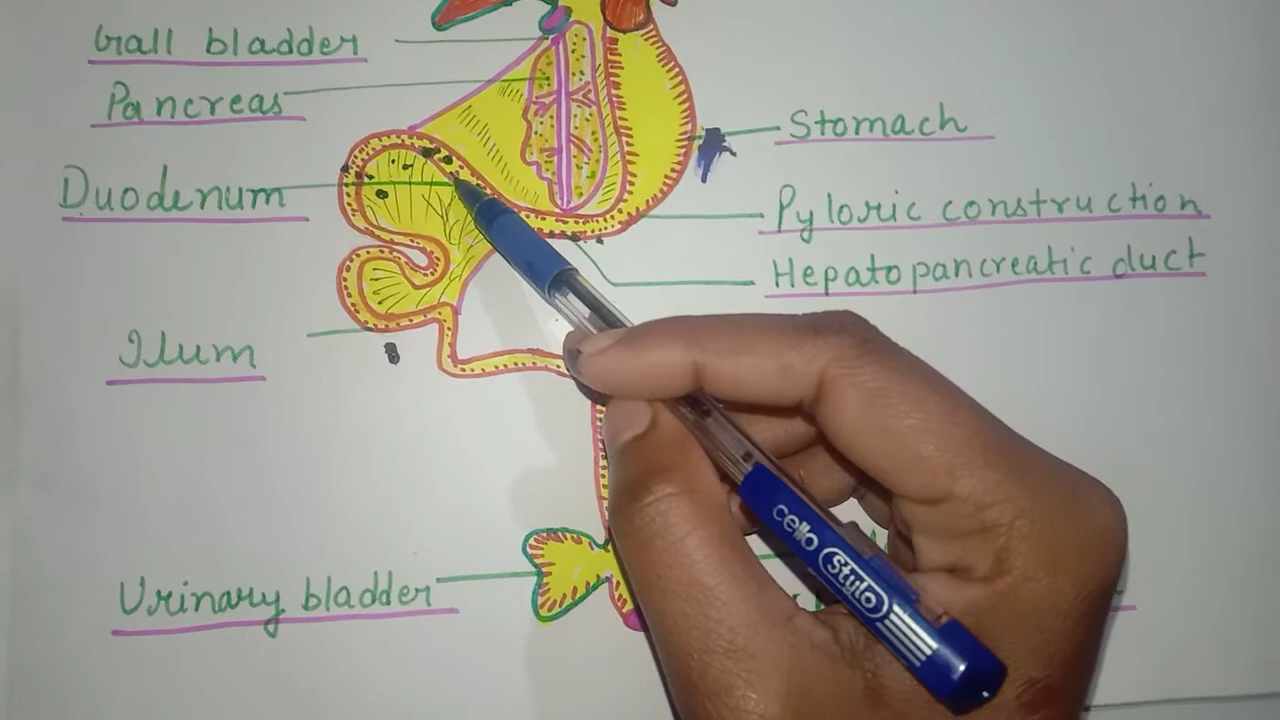 Gall bladder
Pancreas
Stomach
Duodenum
Pyloric construction
Hepatopancreatic duct
Ilum
Urinary bladder
cello Stylo